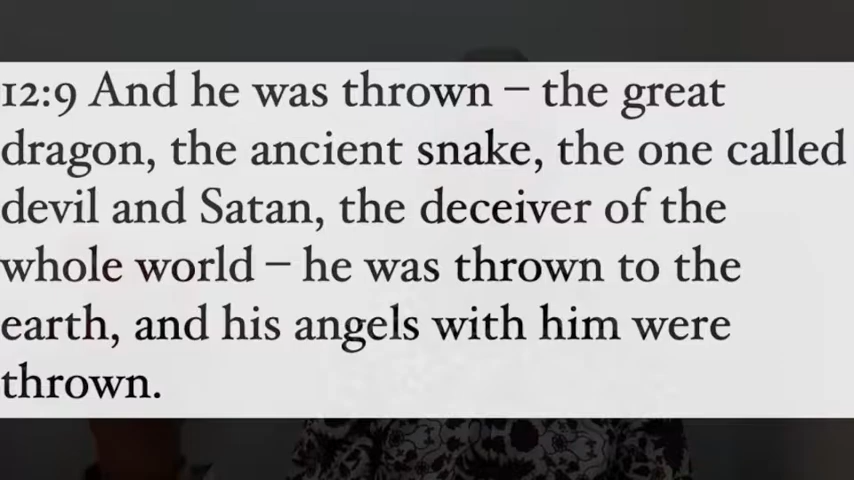 12:9 And he was thrown – the great
dragon, the ancient snake, the one called
devil and Satan, the deceiver of the
whole world – he was thrown to the
earth, and his angels with him were
thrown.